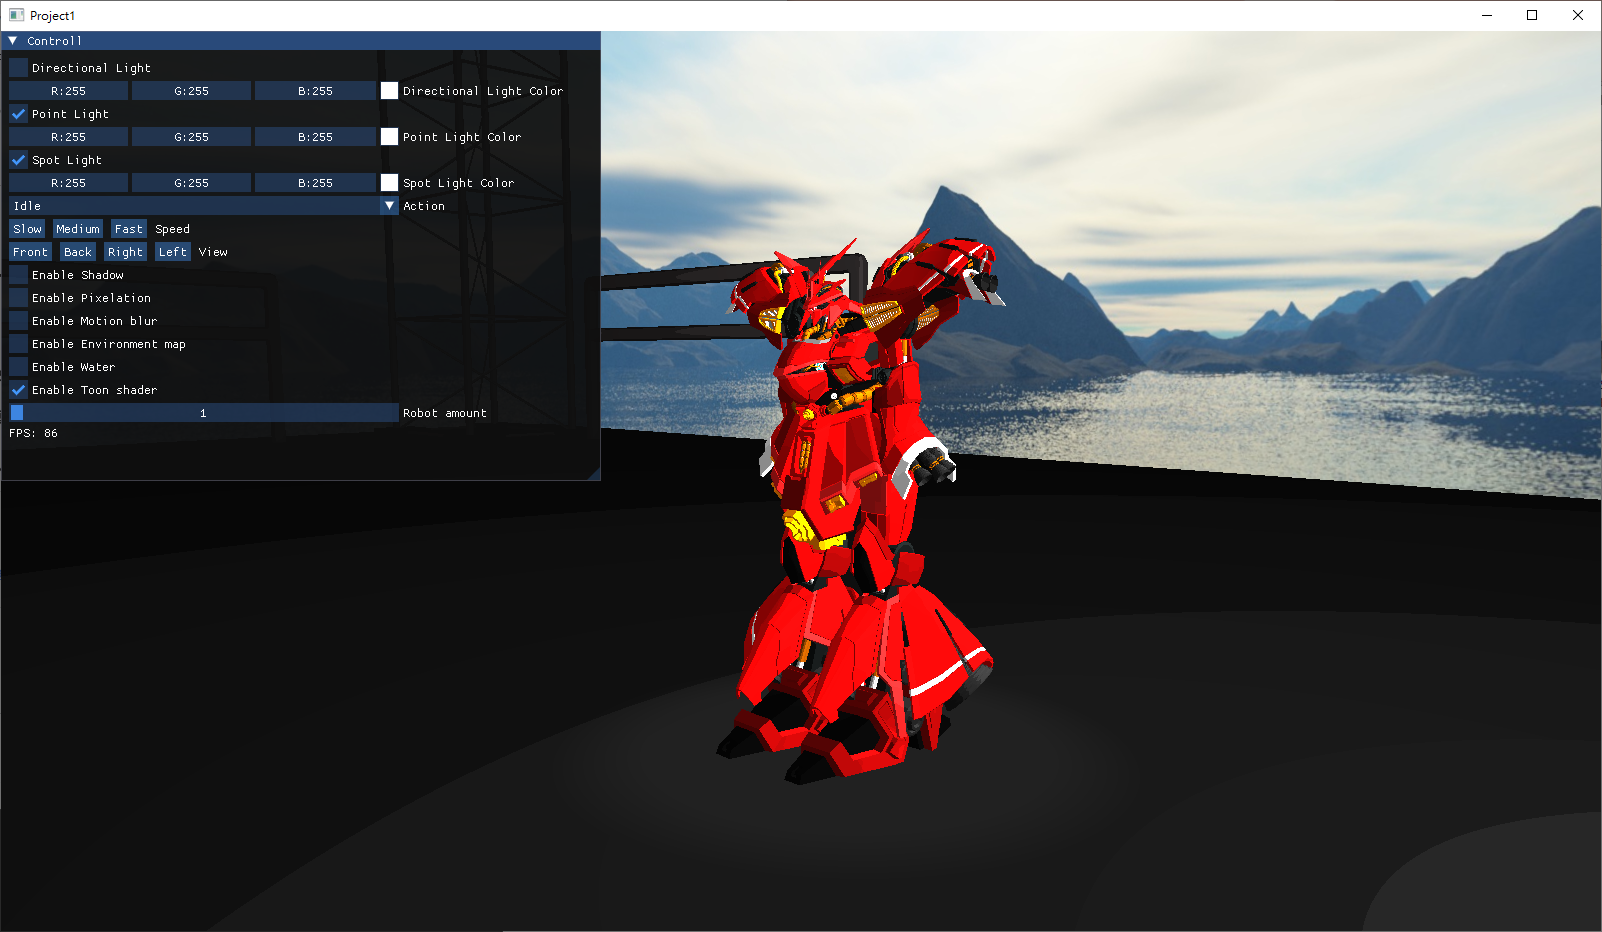 Project1
Controll
Directional Light
R:255 G:255 B:255 Directional Light Color
Point Light
R:255 G:255 B:255 Point Light Color
Spot Light
R:255 G:255 B:255 Spot Light Color
Idle Action
Slow Medium Fast Speed
Front Back Right Left View
Enable Shadow
Enable Pixelation
Enable Motion blur
Enable Environment map
Enable Water
Enable Toon shader
1 Robot amount
FPS: 86